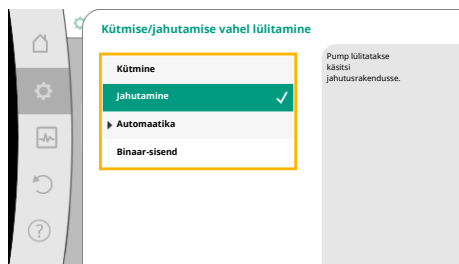 Kütmise/jahutamise vahel lülitamine
Kütmine
Jahutamine
Automaatika
Binaar-sisend
Pump lülitatakse
käsitsi
jahutusrakendusse.